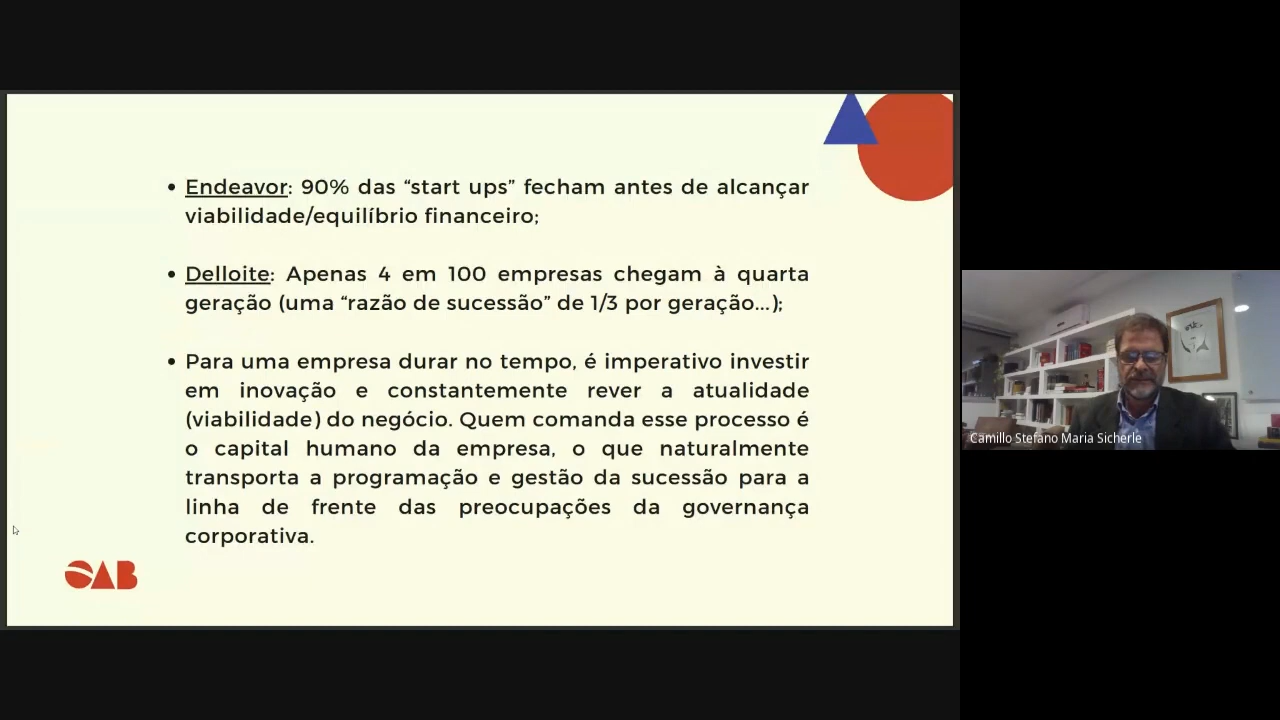 • Endeavor: 90% das “start ups” fecham antes de alcançar
viabilidade/equilíbrio financeiro;
• Delloite: Apenas 4 em 100 empresas chegam à quarta
geração (uma “razão de sucessão” de 1/3 por geração...);
• Para uma empresa durar no tempo, é imperativo investir
em inovação e constantemente rever a atualidade
(viabilidade) do negócio. Quem comanda esse processo é
o capital humano da empresa, o que naturalmente
transporta a programação e gestão da sucessão para a
linha de frente das preocupações da governança
corporativa.
OAB
Camillo Stefano Maria Sicherle